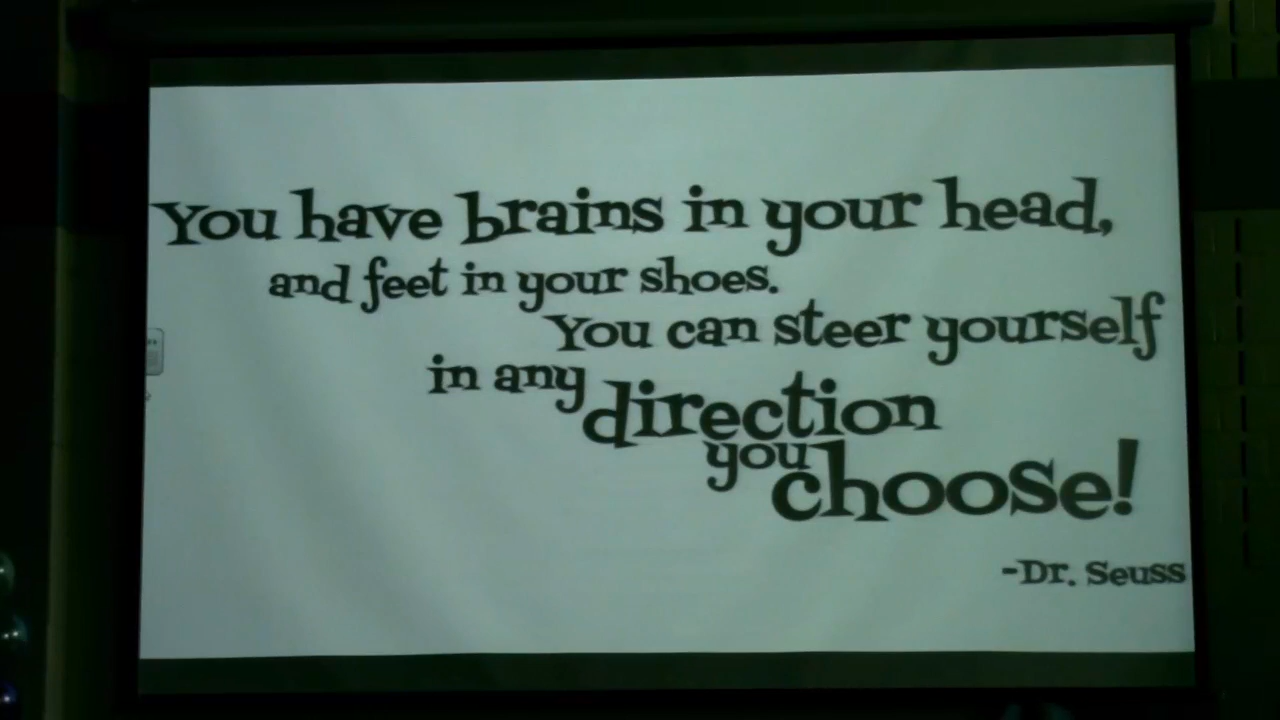 You have brains in your head,
and feet in your shoes.
You can steer yourself
in any direction
you choose!
-Dr. Seuss